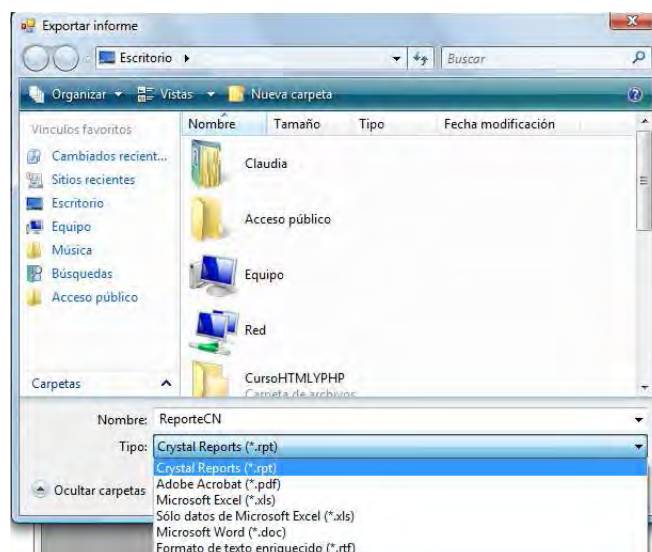 Exportar informe
Escritorio
Buscar
Organizar Vistas Nueva carpeta
Vínculos favoritos
Nombre Tamaño Tipo Fecha modificación
Cambiados recient...
Sitios recientes
Escritorio
Equipo
Música
Búsquedas
Acceso público
Carpetas
Claudia
Acceso público
Equipo
Red
CursoHTMLYPHP
Carpeta de archivos
Nombre: ReporteCN
Tipo: Crystal Reports (*.rpt)
Crystal Reports (*.rpt)
Adobe Acrobat (*.pdf)
Microsoft Excel (*.xls)
Sólo datos de Microsoft Excel (*.xls)
Microsoft Word (*.doc)
Formato de texto enriquecido (*.rtf)
Ocultar carpetas